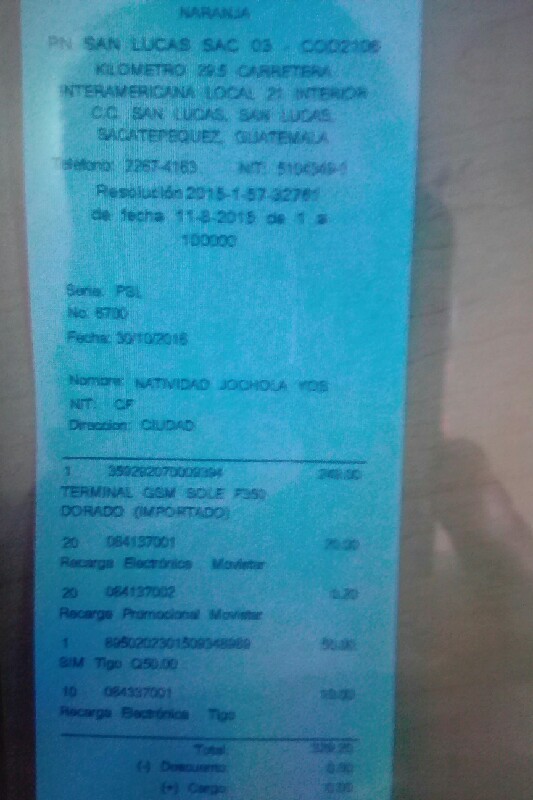 NARANJA
PN SAN LUCAS SAC 03 - COD2106
KILOMETRO 29.5 CARRETERA
INTERAMERICANA LOCAL 21 INTERIOR
C.C. SAN LUCAS, SAN LUCAS,
SACATEPEQUEZ, GUATEMALA
Teléfono: 7267-4163 NIT:
Resolución 2015-1-57-32761
de fecha 11-8-2015 de 1 a
100000
Serie: PSL
No: 6700
Fecha: 30/10/2016
Nombre: NATIVIDAD JOCHOLA YOS
NIT: CF
Direccion: CIUDAD
1 359292070009394 249.00
TERMINAL GSM SOLE F350
DORADO (IMPORTADO)
20 084137001 20.00
Recarga Electrónica Movistar
20 084137002 0.20
Recarga Promocional Movistar
1 50.00
SIM Tigo Q50.00
10 084337001 10.00
Recarga Electrónica Tigo
Total 329.20
(-) Descuento 0.00
(+) Cargo 0.00